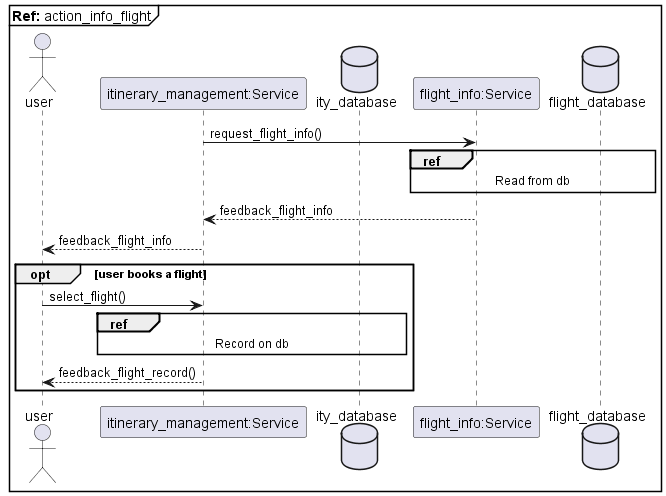 Ref: action_info_flight
user
itinerary_management:Service
ity_database
flight_info:Service
flight_database
request_flight_info()
ref
Read from db
feedback_flight_info
feedback_flight_info
opt
[user books a flight]
select_flight()
ref
Record on db
feedback_flight_record()
user
itinerary_management:Service
ity_database
flight_info:Service
flight_database